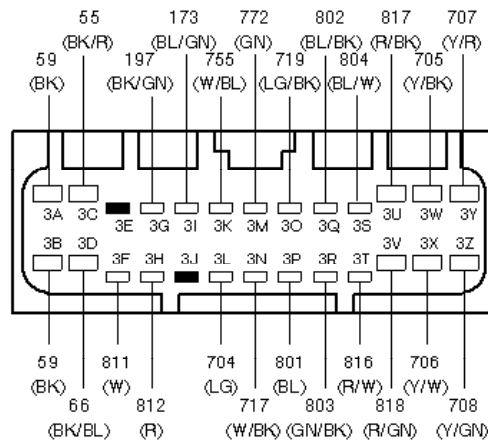 55 173 772 802 817 707
(BK/R) (BL/GN) (GN) (BL/BK) (R/BK) (Y/R)
59 197 755 719 804 705
(BK) (BK/GN) (W/BL) (LG/BK) (BL/W) (Y/BK)
3A 3C 3E 3G 3I 3K 3M 3O 3Q 3S 3U 3W 3Y
3B 3D 3F 3H 3J 3L 3N 3P 3R 3T 3V 3X 3Z
59 811 704 801 816 706
(BK) (W) (LG) (BL) (R/W) (Y/W)
66 812 717 803 818 708
(BK/BL) (R) (W/BK) (GN/BK) (R/GN) (Y/GN)